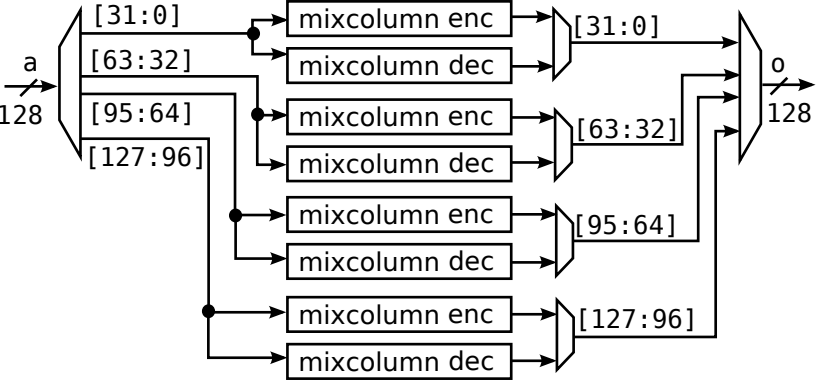 [31:0]
mixcolumn enc
[31:0]
mixcolumn dec
a
[63:32]
o
128
[95:64]
mixcolumn enc
[63:32]
128
[127:96]
mixcolumn dec
mixcolumn enc
[95:64]
mixcolumn dec
mixcolumn enc
[127:96]
mixcolumn dec